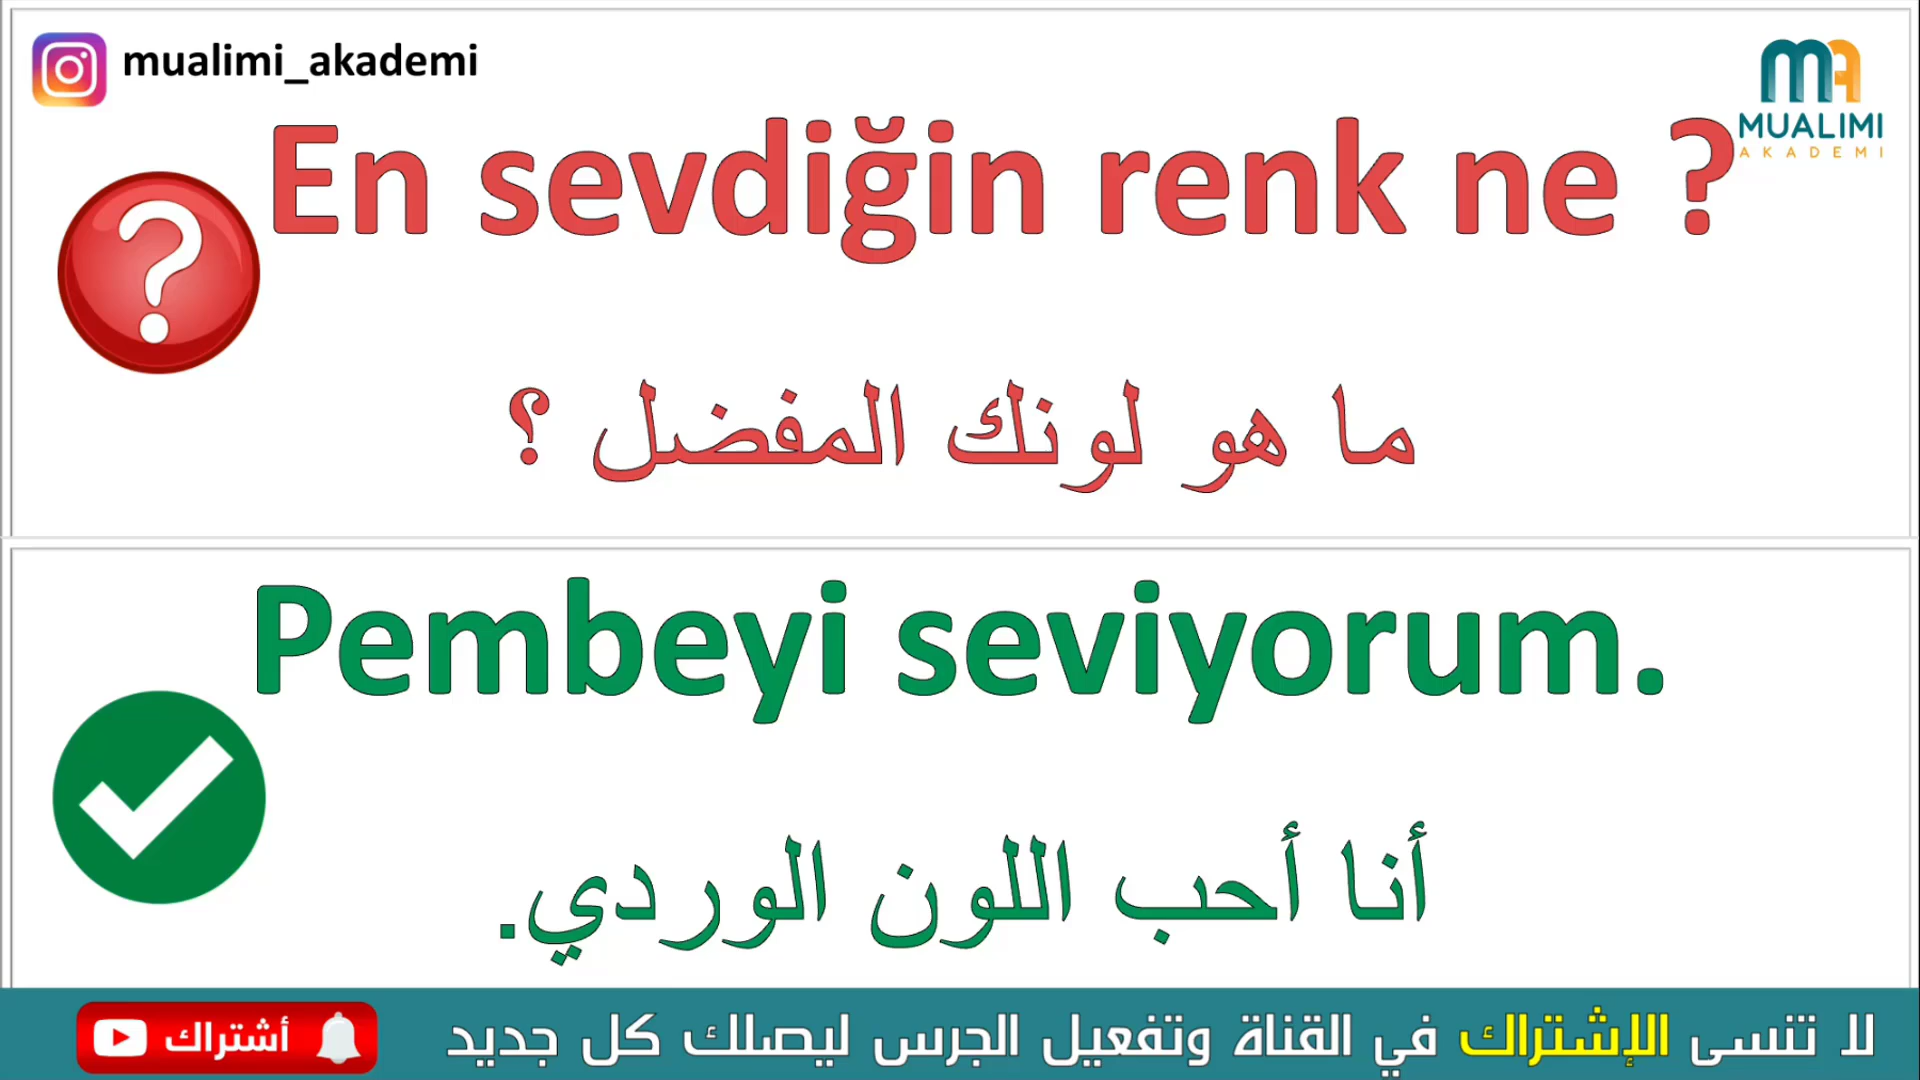 mualimi_akademi
MUALIMI
AKADEMI
En sevdiğin renk ne ?
ما هو لونك المفضل ؟
Pembeyi seviyorum.
أنا أحب اللون الوردي.
لا تنسى الإشتراك في القناة وتفعيل الجرس ليصلك كل جديد
أشتراك